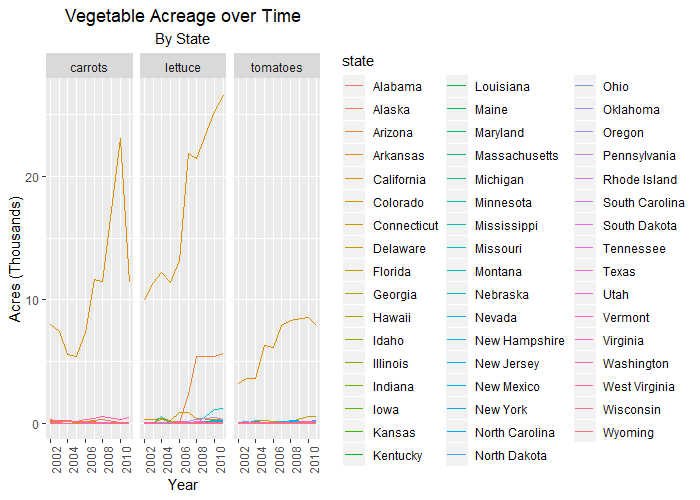 Vegetable Acreage over Time
By State
carrots
lettuce
tomatoes
Acres (Thousands)
20
10
0
2002
2004
2006
2008
2010
2002
2004
2006
2008
2010
2002
2004
2006
2008
2010
Year
state
Alabama
Alaska
Arizona
Arkansas
California
Colorado
Connecticut
Delaware
Florida
Georgia
Hawaii
Idaho
Illinois
Indiana
Iowa
Kansas
Kentucky
Louisiana
Maine
Maryland
Massachusetts
Michigan
Minnesota
Mississippi
Missouri
Montana
Nebraska
Nevada
New Hampshire
New Jersey
New Mexico
New York
North Carolina
North Dakota
Ohio
Oklahoma
Oregon
Pennsylvania
Rhode Island
South Carolina
South Dakota
Tennessee
Texas
Utah
Vermont
Virginia
Washington
West Virginia
Wisconsin
Wyoming